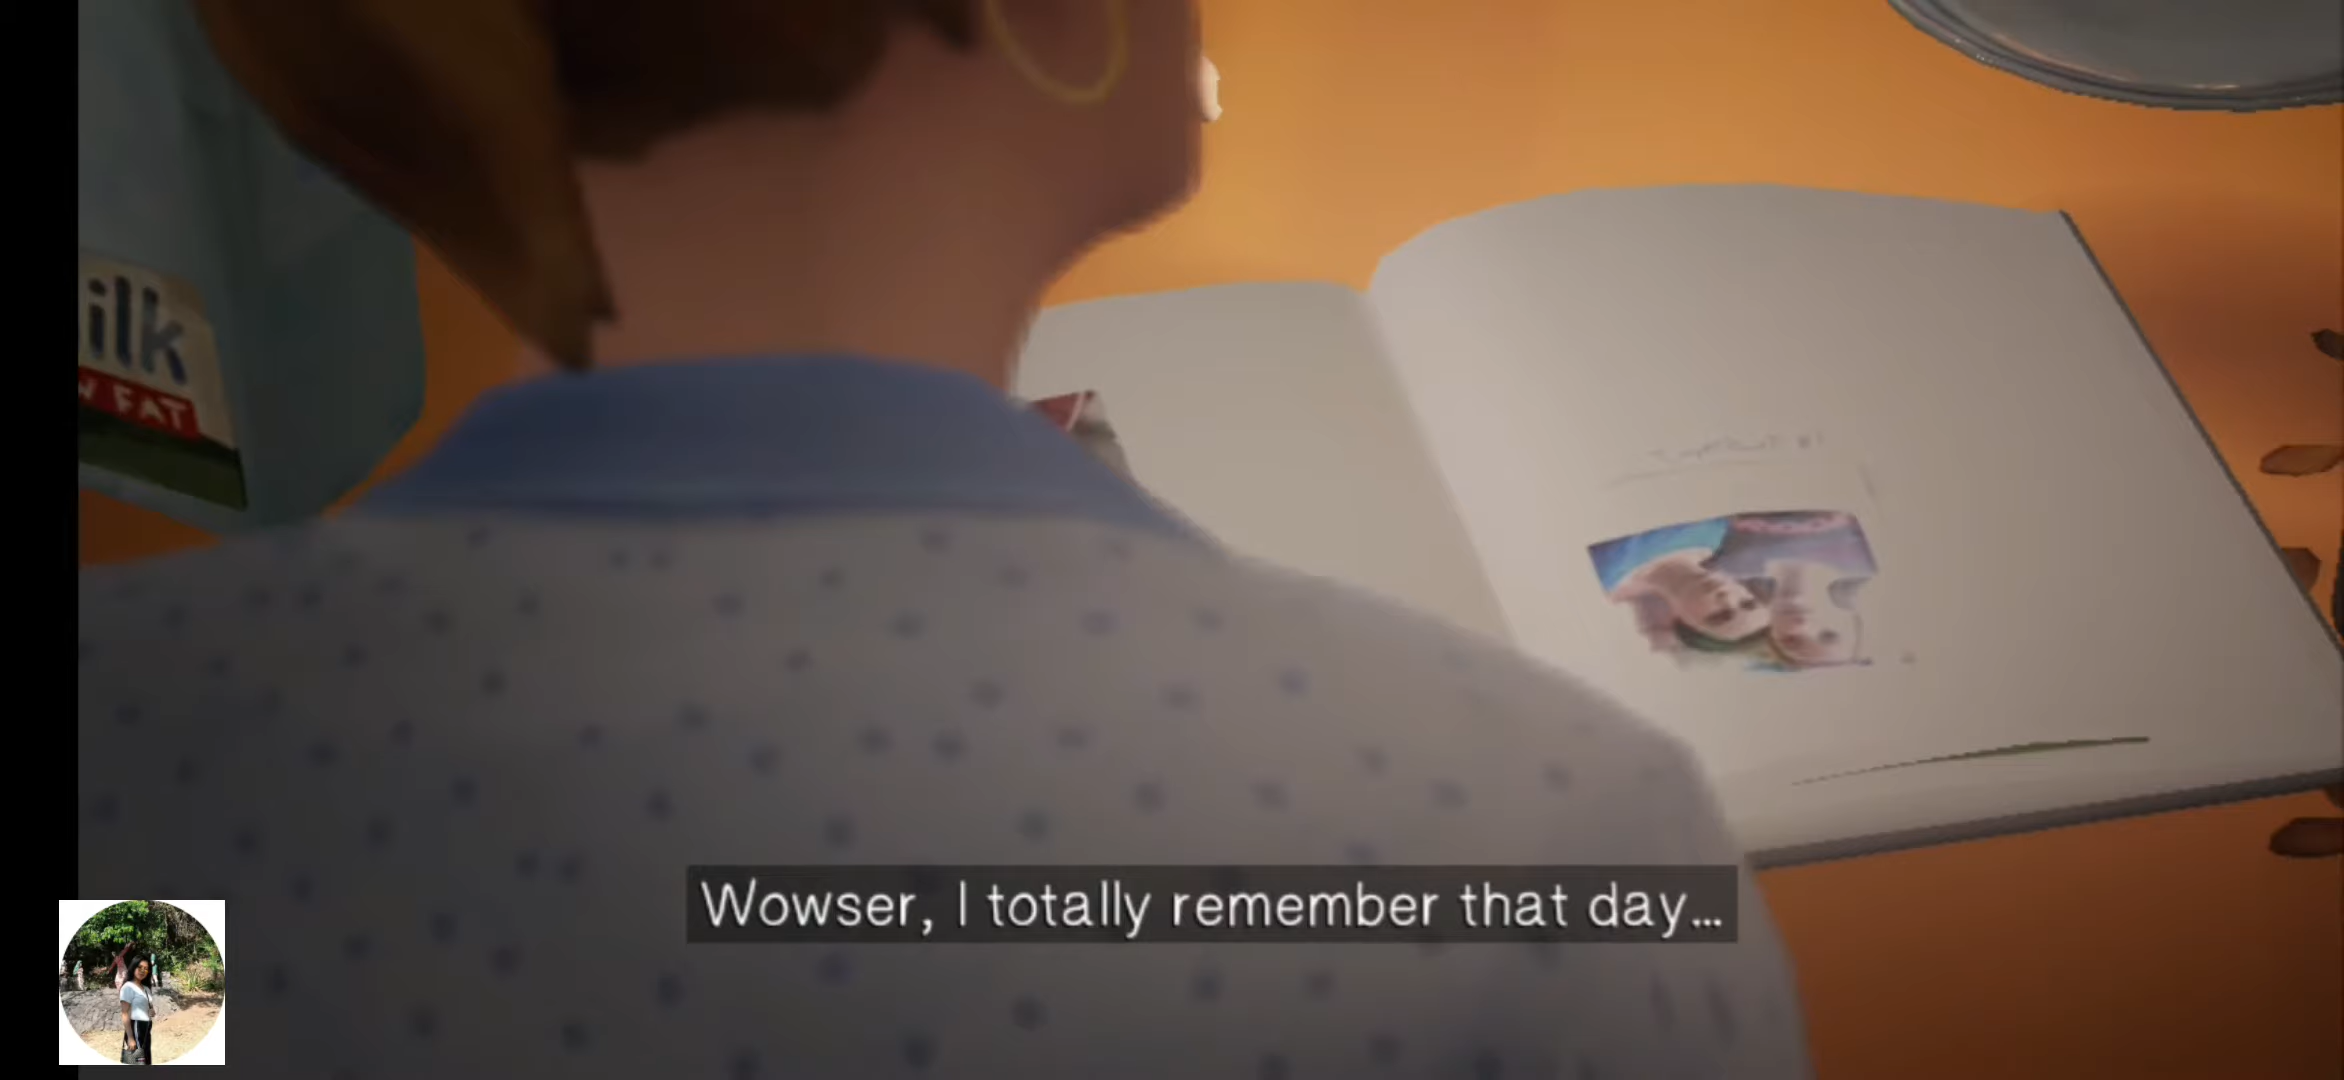 ilk
FAT
Wowser, I totally remember that day...